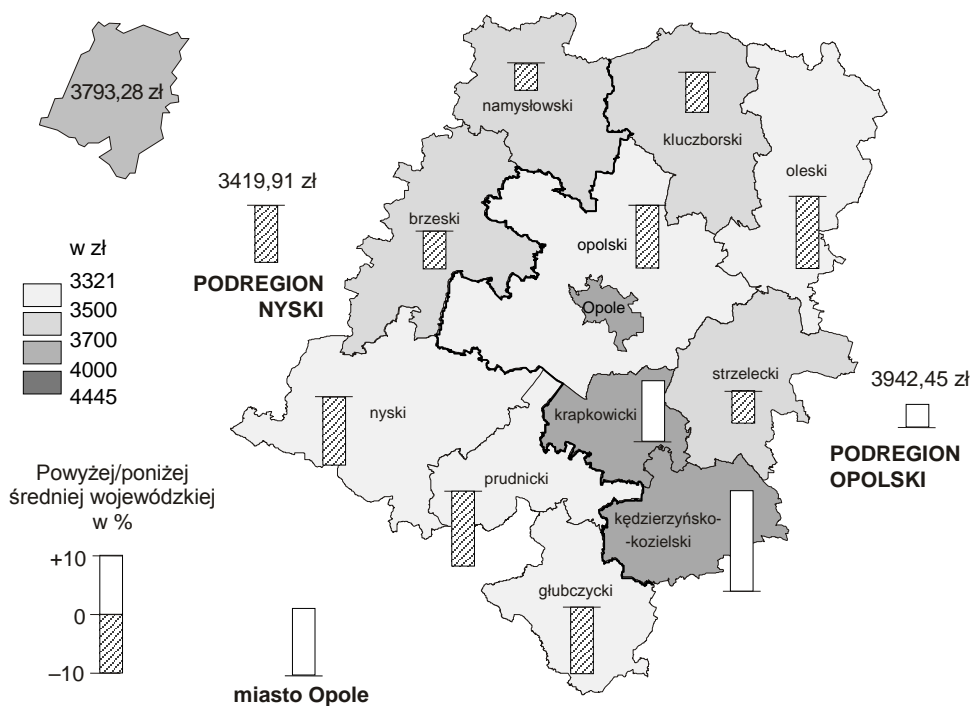 3793,28 zł
namysłowski
kluczborski
oleski
3419,91 zł
brzeski
opolski
PODREGION
NYSKI
w zł
3321
3500
3700
4000
4445
Opole
strzelecki
3942,45 zł
nyski
krapkowicki
PODREGION
OPOLSKI
Powyżej/poniżej
średniej wojewódzkiej
w %
prudnicki
kędzierzyńsko-
-kozielski
+10
0
–10
głubczycki
miasto Opole